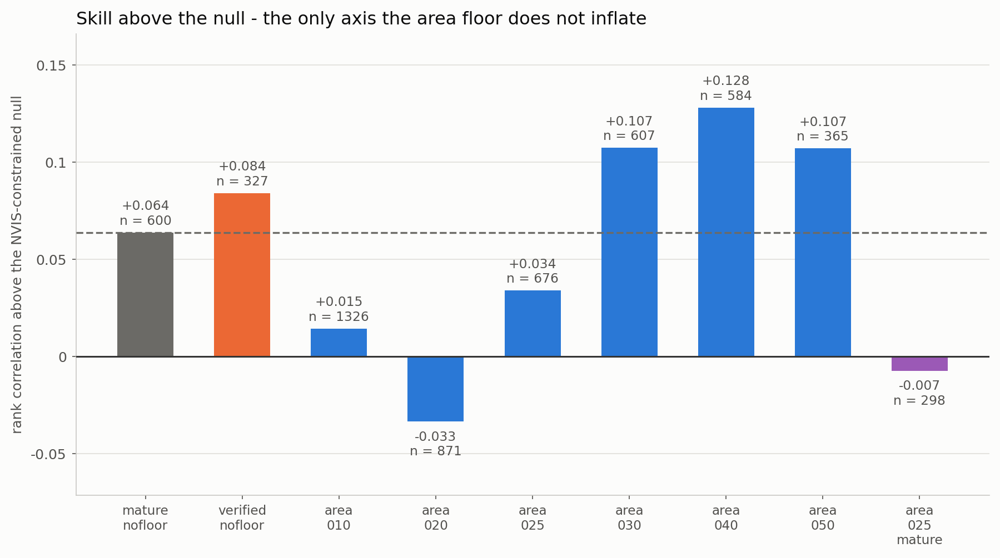 Skill above the null - the only axis the area floor does not inflate
rank correlation above the NVIS-constrained null
0.15
0.1
0.05
0
-0.05
+0.064
n = 600
+0.084
n = 327
+0.015
n = 1326
-0.033
n = 871
+0.034
n = 676
+0.107
n = 607
+0.128
n = 584
+0.107
n = 365
-0.007
n = 298
mature
nofloor
verified
nofloor
area
010
area
020
area
025
area
030
area
040
area
050
area
025
mature